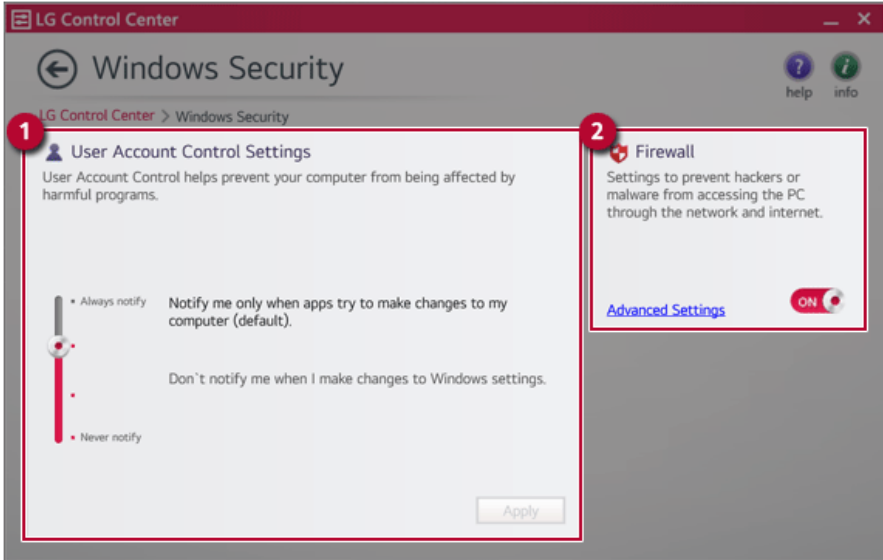 LG Control Center
Windows Security
help
info
LG Control Center > Windows Security
1
User Account Control Settings
User Account Control helps prevent your computer from being affected by
harmful programs.
Always notify
Notify me only when apps try to make changes to my
computer (default).
Don`t notify me when I make changes to Windows settings.
Never notify
Apply
2
Firewall
Settings to prevent hackers or
malware from accessing the PC
through the network and internet.
Advanced Settings
ON